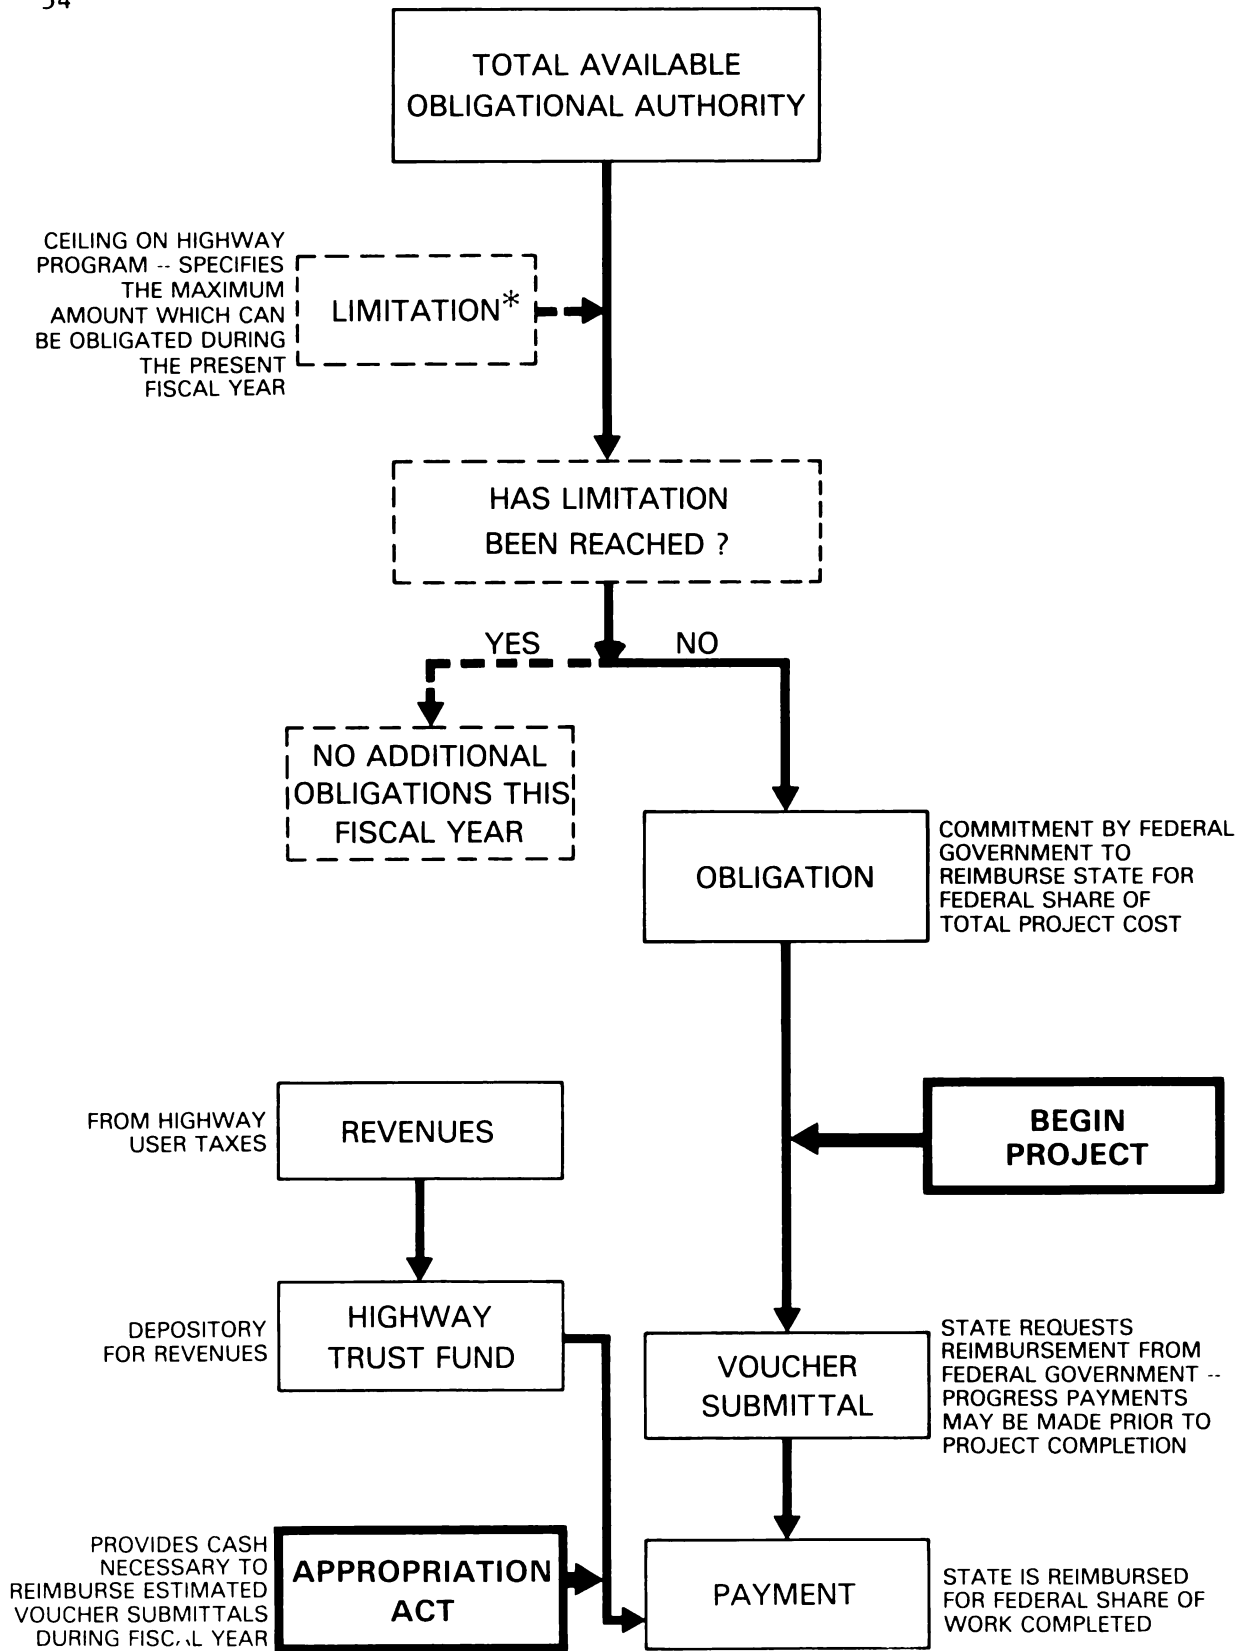 54
TOTAL AVAILABLE
OBLIGATIONAL AUTHORITY
CEILING ON HIGHWAY
PROGRAM -- SPECIFIES
THE MAXIMUM
AMOUNT WHICH CAN
BE OBLIGATED DURING
THE PRESENT
FISCAL YEAR
LIMITATION*
HAS LIMITATION
BEEN REACHED ?
YES
NO
NO ADDITIONAL
OBLIGATIONS THIS
FISCAL YEAR
OBLIGATION
COMMITMENT BY FEDERAL
GOVERNMENT TO
REIMBURSE STATE FOR
FEDERAL SHARE OF
TOTAL PROJECT COST
BEGIN
PROJECT
FROM HIGHWAY
USER TAXES
REVENUES
DEPOSITORY
FOR REVENUES
HIGHWAY
TRUST FUND
VOUCHER
SUBMITTAL
STATE REQUESTS
REIMBURSEMENT FROM
FEDERAL GOVERNMENT --
PROGRESS PAYMENTS
MAY BE MADE PRIOR TO
PROJECT COMPLETION
PROVIDES CASH
NECESSARY TO
REIMBURSE ESTIMATED
VOUCHER SUBMITTALS
DURING FISCAL YEAR
APPROPRIATION
ACT
PAYMENT
STATE IS REIMBURSED
FOR FEDERAL SHARE OF
WORK COMPLETED